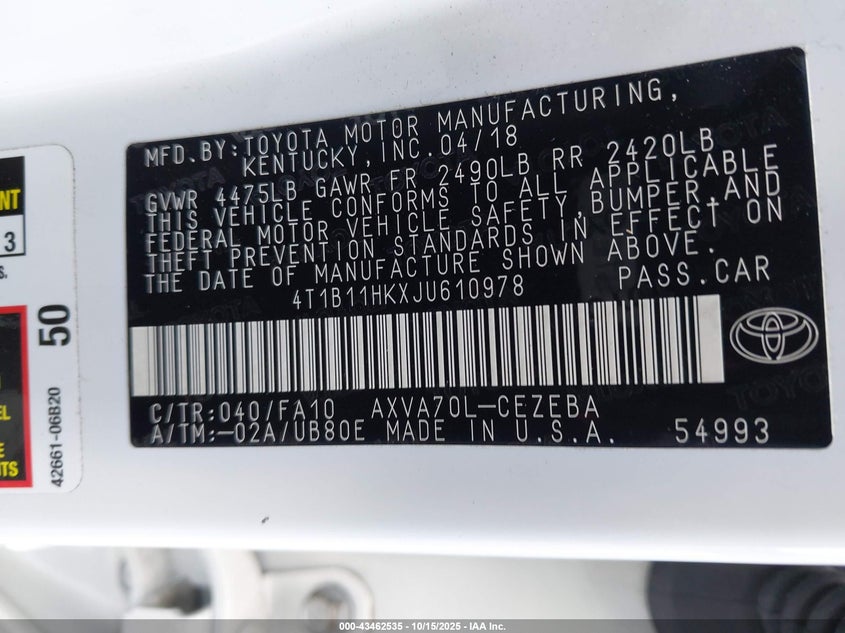 MFD.BY:TOYOTA MOTOR MANUFACTURING,
KENTUCKY,INC.04/18
GVWR 4475LB GAWR FR 2490LB RR 2420LB
THIS VEHICLE CONFORMS TO ALL APPLICABLE
FEDERAL MOTOR VEHICLE SAFETY,BUMPER,AND
THEFT PREVENTION STANDARDS IN EFFECT ON
THE DATE OF MANUFACTURE SHOWN ABOVE.
4T1B11HKXJU610978 PASS.CAR
C/TR:040/FA10 AXVA70L-CEZEBA
A/TM:-02A/UB80E MADE IN U.S.A. 54993
TOYOTA
3
50
42661-06B20
000-43462535 - 10/15/2025 - IAA Inc.